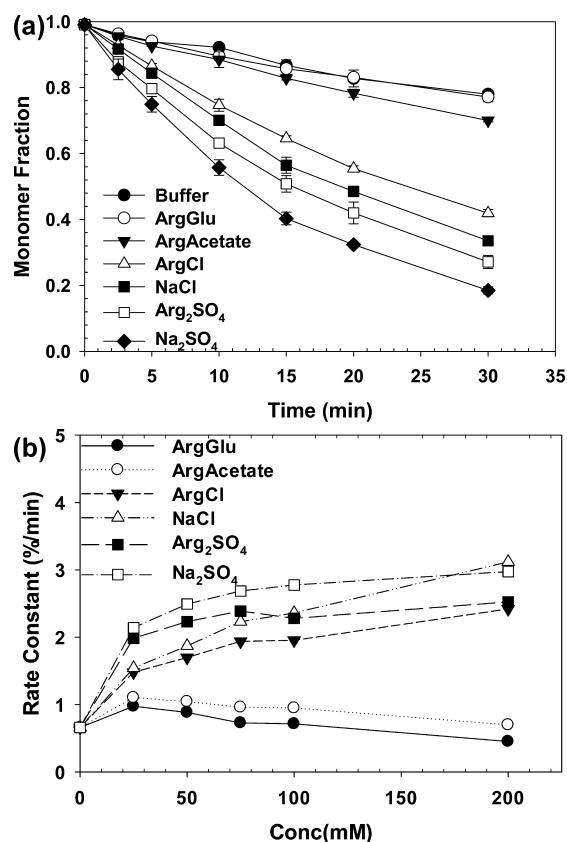 (a)
1.0
0.8
0.6
0.4
0.2
0.0
Monomer Fraction
Buffer
ArgGlu
ArgAcetate
ArgCl
NaCl
Arg₂SO₄
Na₂SO₄
0 5 10 15 20 25 30 35
Time (min)
(b)
5
4
3
2
1
0
Rate Constant (%/min)
ArgGlu
ArgAcetate
ArgCl
NaCl
Arg₂SO₄
Na₂SO₄
0 50 100 150 200
Conc(mM)